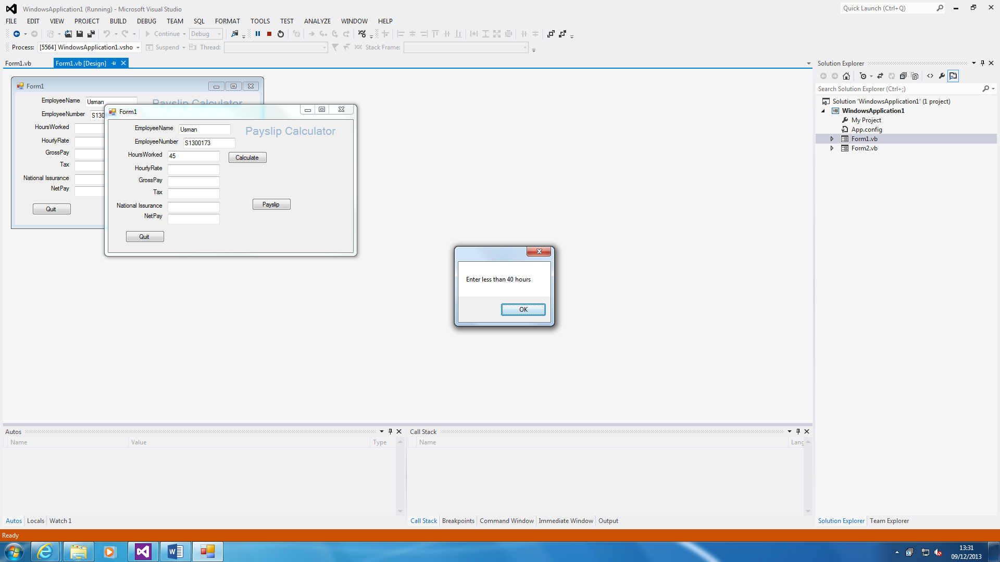 WindowsApplication1 (Running) - Microsoft Visual Studio
Quick Launch (Ctrl+Q)
FILE EDIT VIEW PROJECT BUILD DEBUG TEAM SQL FORMAT TOOLS TEST ANALYZE WINDOW HELP
Continue Debug
Process: [5564] WindowsApplication1.vsho Suspend Thread: Stack Frame:
Form1.vb Form1.vb [Design]
Form1
EmployeeName Usman
Payslip Calculator
EmployeeNumber S130
HoursWorked
HourlyRate
GrossPay
Tax
National Issurance
NetPay
Quit
Form1
EmployeeName Usman
Payslip Calculator
EmployeeNumber S1300173
HoursWorked 45
Calculate
HourlyRate
GrossPay
Tax
National Issurance
Payslip
NetPay
Quit
Enter less than 40 hours
OK
Solution Explorer
Search Solution Explorer (Ctrl+;)
Solution 'WindowsApplication1' (1 project)
VB WindowsApplication1
My Project
App.config
Form1.vb
Form2.vb
Autos
Name Value Type
Call Stack
Name Lang
Autos Locals Watch 1
Call Stack Breakpoints Command Window Immediate Window Output
Solution Explorer Team Explorer
Ready
13:31
09/12/2013